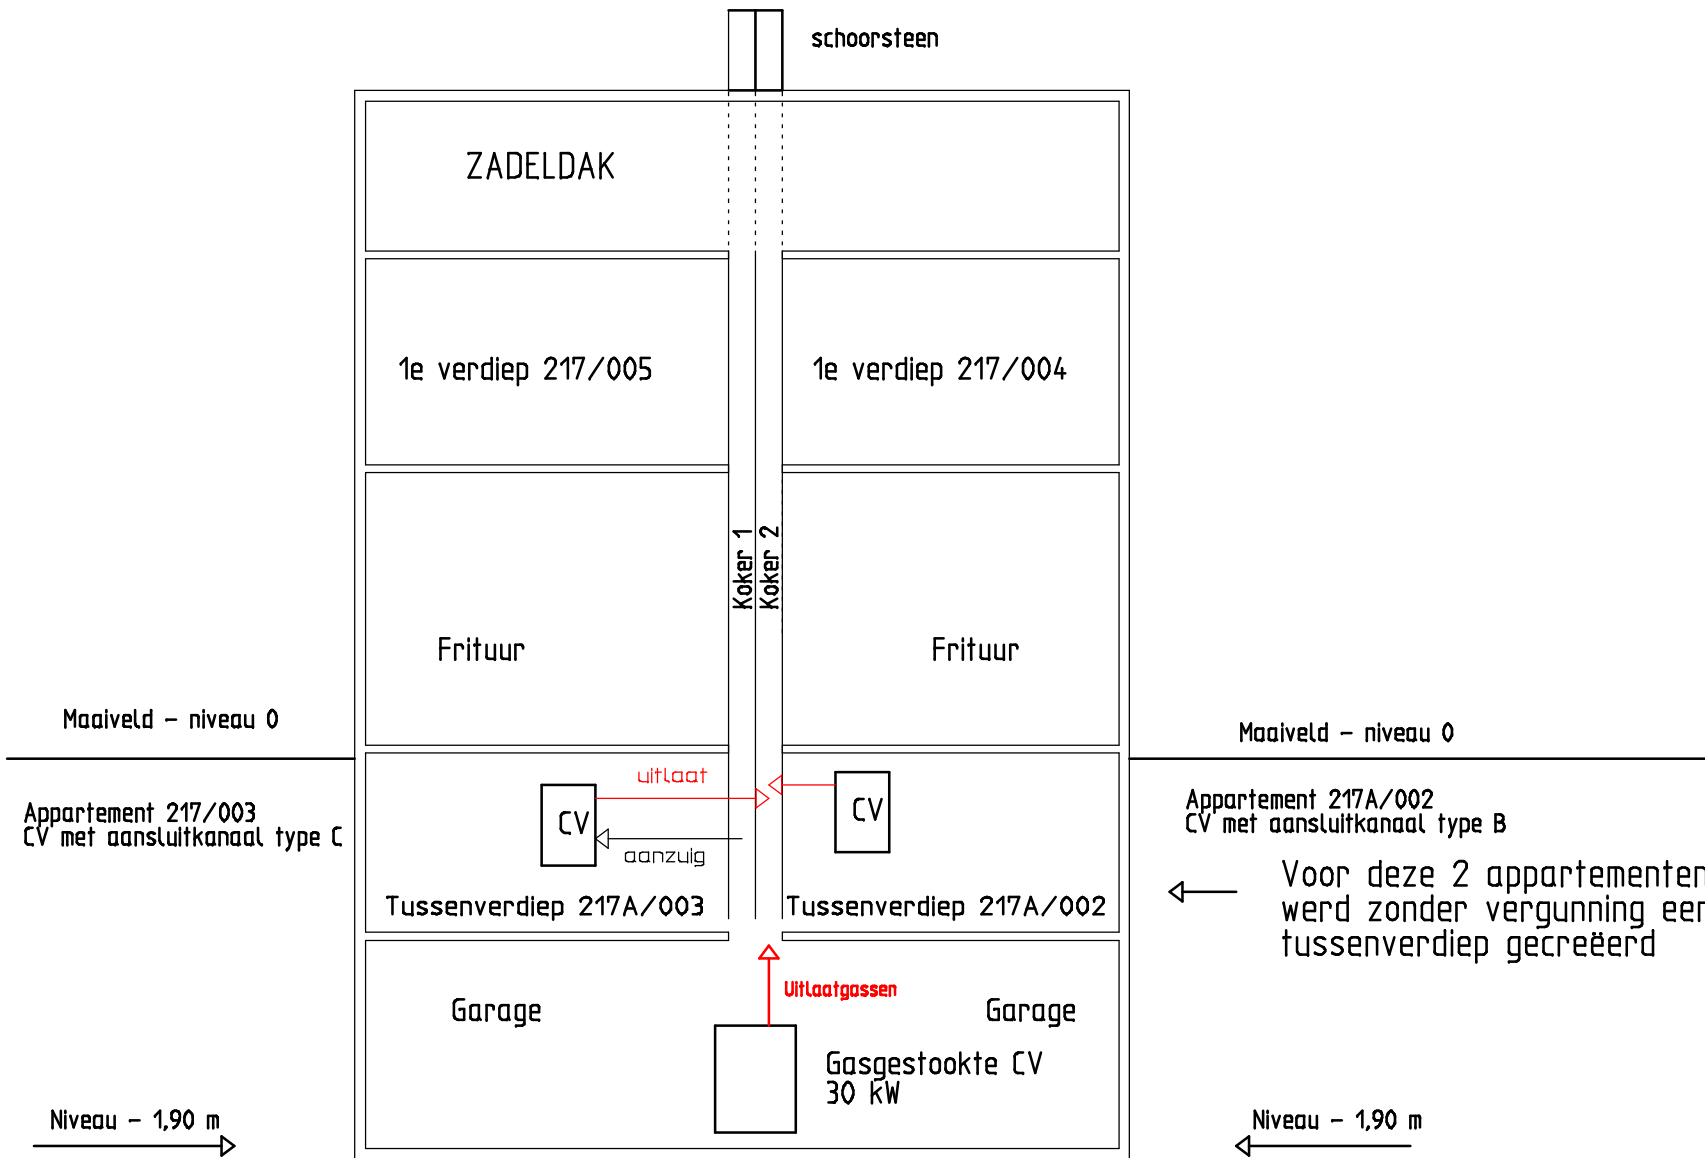 schoorsteen
ZADELDAK
1e verdiep 217/005
1e verdiep 217/004
Koker 1
Koker 2
Frituur
Frituur
Maaiveld - niveau 0
Maaiveld - niveau 0
uitlaat
CV
CV
aanzuig
Appartement 217/003
CV met aansluitkanaal type C
Appartement 217A/002
CV met aansluitkanaal type B
Tussenverdiep 217A/003
Tussenverdiep 217A/002
Voor deze 2 appartementen
werd zonder vergunning een
tussenverdiep gecreëerd
Uitlaatgassen
Garage
Garage
Gasgestookte CV
30 kW
Niveau - 1,90 m
Niveau - 1,90 m